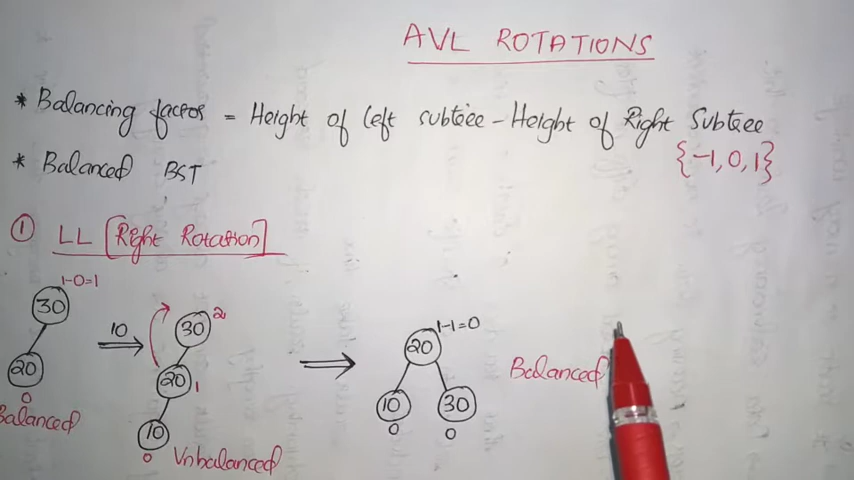 AVL ROTATIONS
* Balancing factor = Height of left subtree - Height of Right Subtree
{-1, 0, 1}
* Balanced BST
① LL [Right Rotation]
1-0=1
30
20
0
Balanced
10
30 2
20 1
10
0
Unbalanced
1-1=0
20
10 30
0 0
Balanced